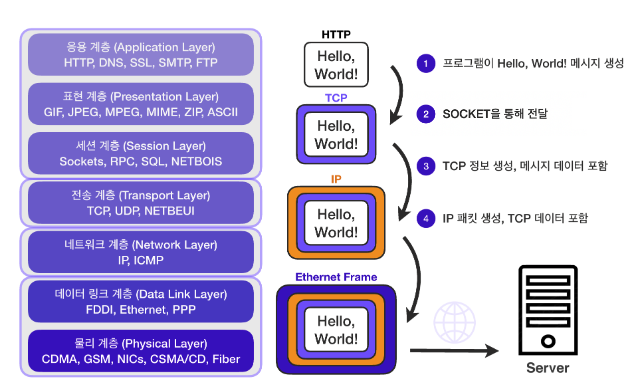 응용 계층 (Application Layer)
HTTP, DNS, SSL, SMTP, FTP
표현 계층 (Presentation Layer)
GIF, JPEG, MPEG, MIME, ZIP, ASCII
세션 계층 (Session Layer)
Sockets, RPC, SQL, NETBOIS
전송 계층 (Transport Layer)
TCP, UDP, NETBEUI
네트워크 계층 (Network Layer)
IP, ICMP
데이터 링크 계층 (Data Link Layer)
FDDI, Ethernet, PPP
물리 계층 (Physical Layer)
CDMA, GSM, NICs, CSMA/CD, Fiber
HTTP
Hello,
World!
TCP
Hello,
World!
IP
Hello,
World!
Ethernet Frame
Hello,
World!
1 프로그램이 Hello, World! 메시지 생성
2 SOCKET을 통해 전달
3 TCP 정보 생성, 메시지 데이터 포함
4 IP 패킷 생성, TCP 데이터 포함
Server